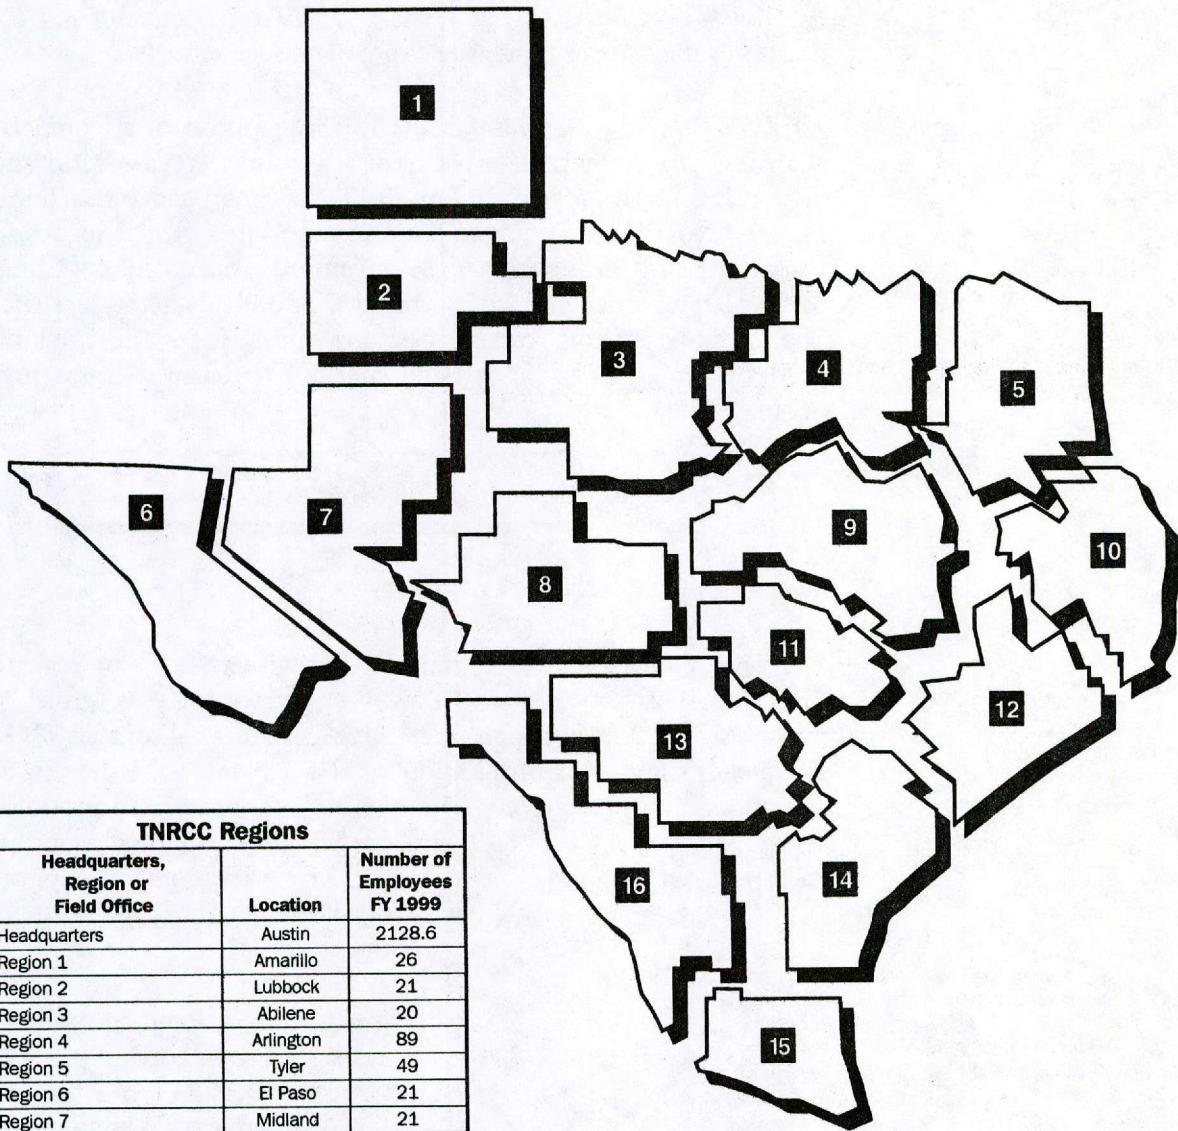 1
2
3
4
5
6
7
8
9
10
11
12
13
14
15
16
TNRCC Regions
Headquarters, Region or Field Office Location Number of Employees FY 1999
Headquarters Austin 2128.6
Region 1 Amarillo 26
Region 2 Lubbock 21
Region 3 Abilene 20
Region 4 Arlington 89
Region 5 Tyler 49
Region 6 El Paso 21
Region 7 Midland 21